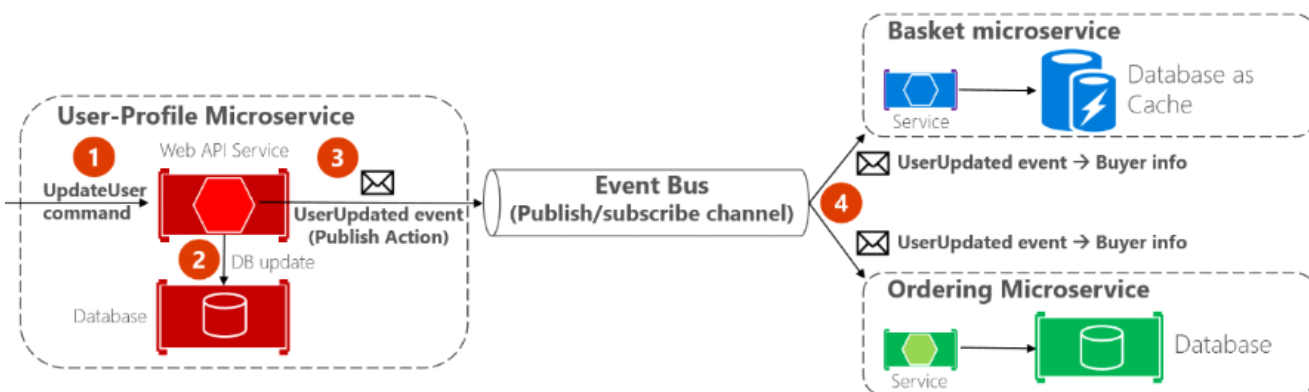 User-Profile Microservice
Web API Service
1
UpdateUser
command
3
UserUpdated event
(Publish Action)
2
DB update
Database
Event Bus
(Publish/subscribe channel)
4
Basket microservice
Service
Database as
Cache
UserUpdated event → Buyer info
UserUpdated event → Buyer info
Ordering Microservice
Service
Database